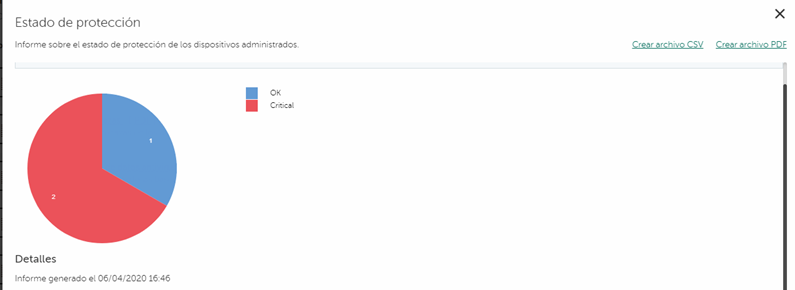 Estado de protección
Informe sobre el estado de protección de los dispositivos administrados.
Crear archivo CSV
Crear archivo PDF
OK
Critical
1
2
Detalles
Informe generado el 06/04/2020 16:46